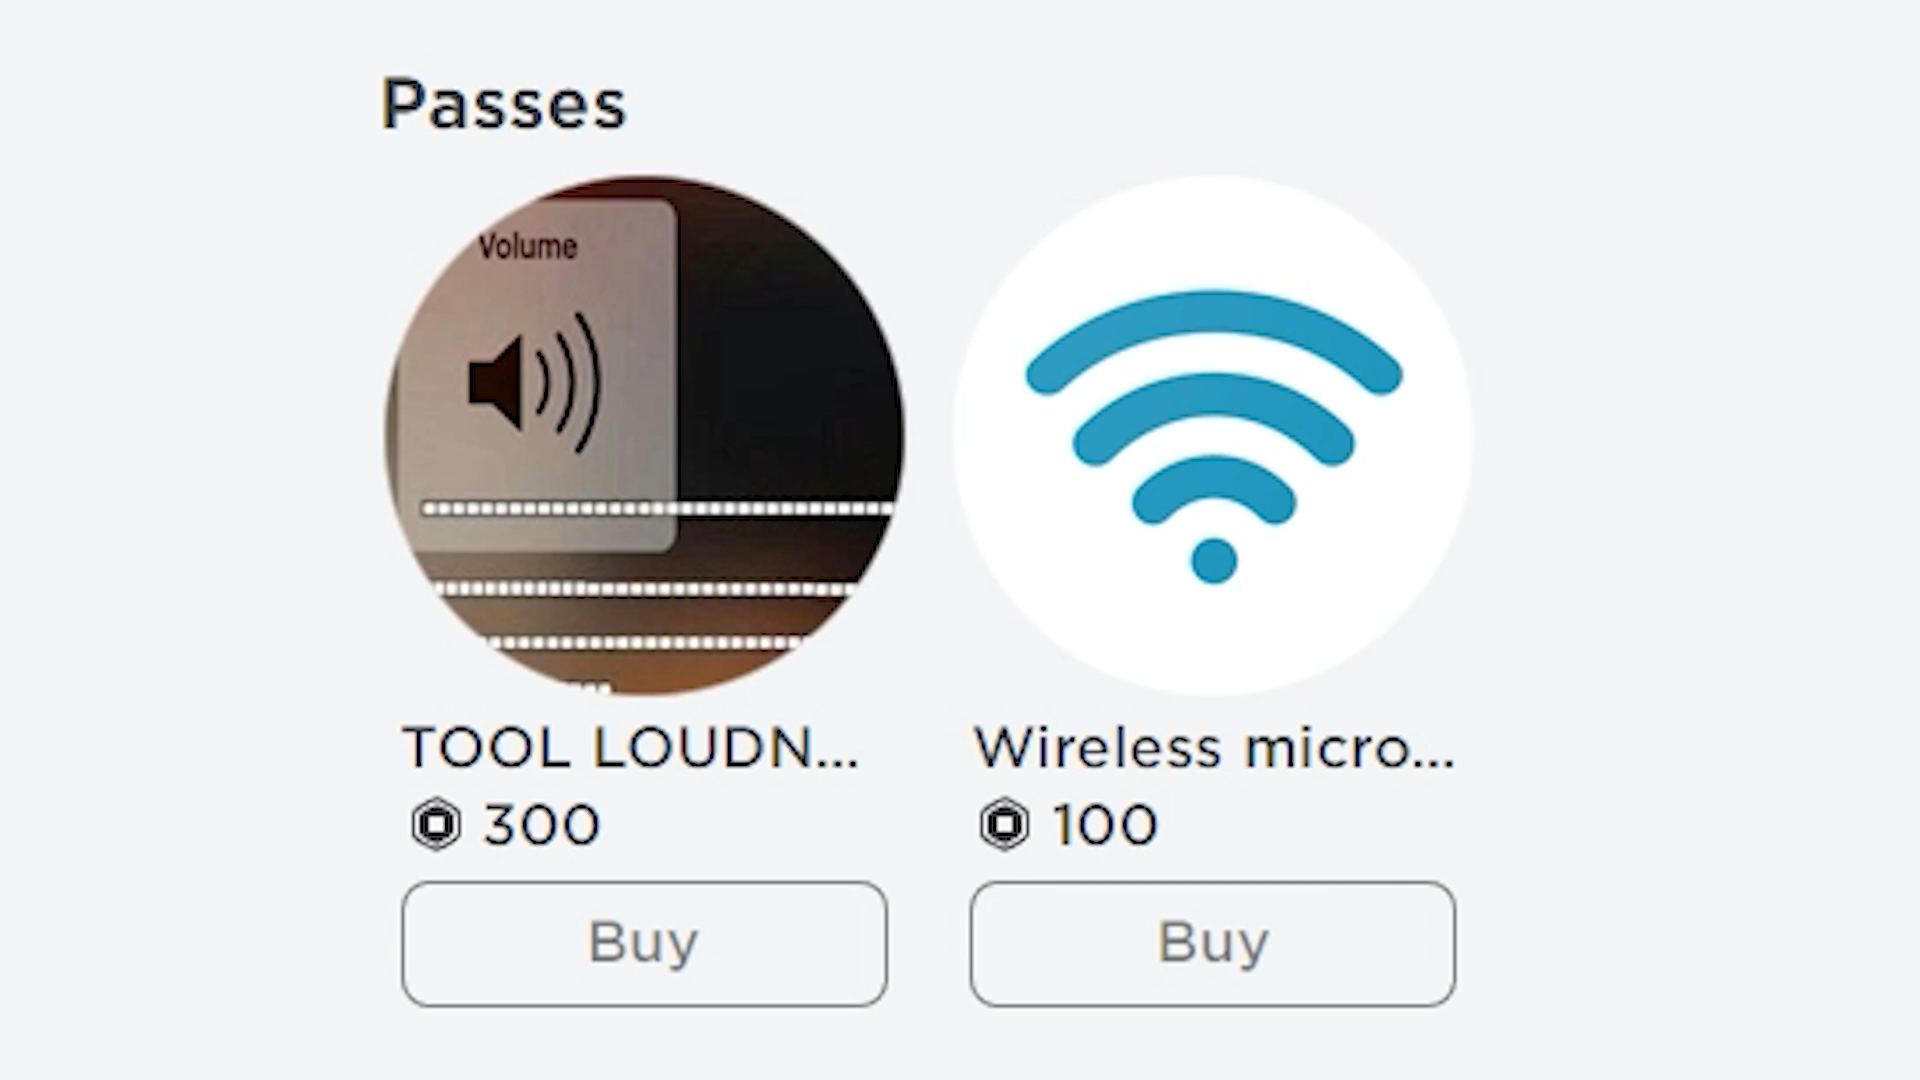 Passes
Volume
TOOL LOUDN...
Wireless micro...
300
100
Buy
Buy